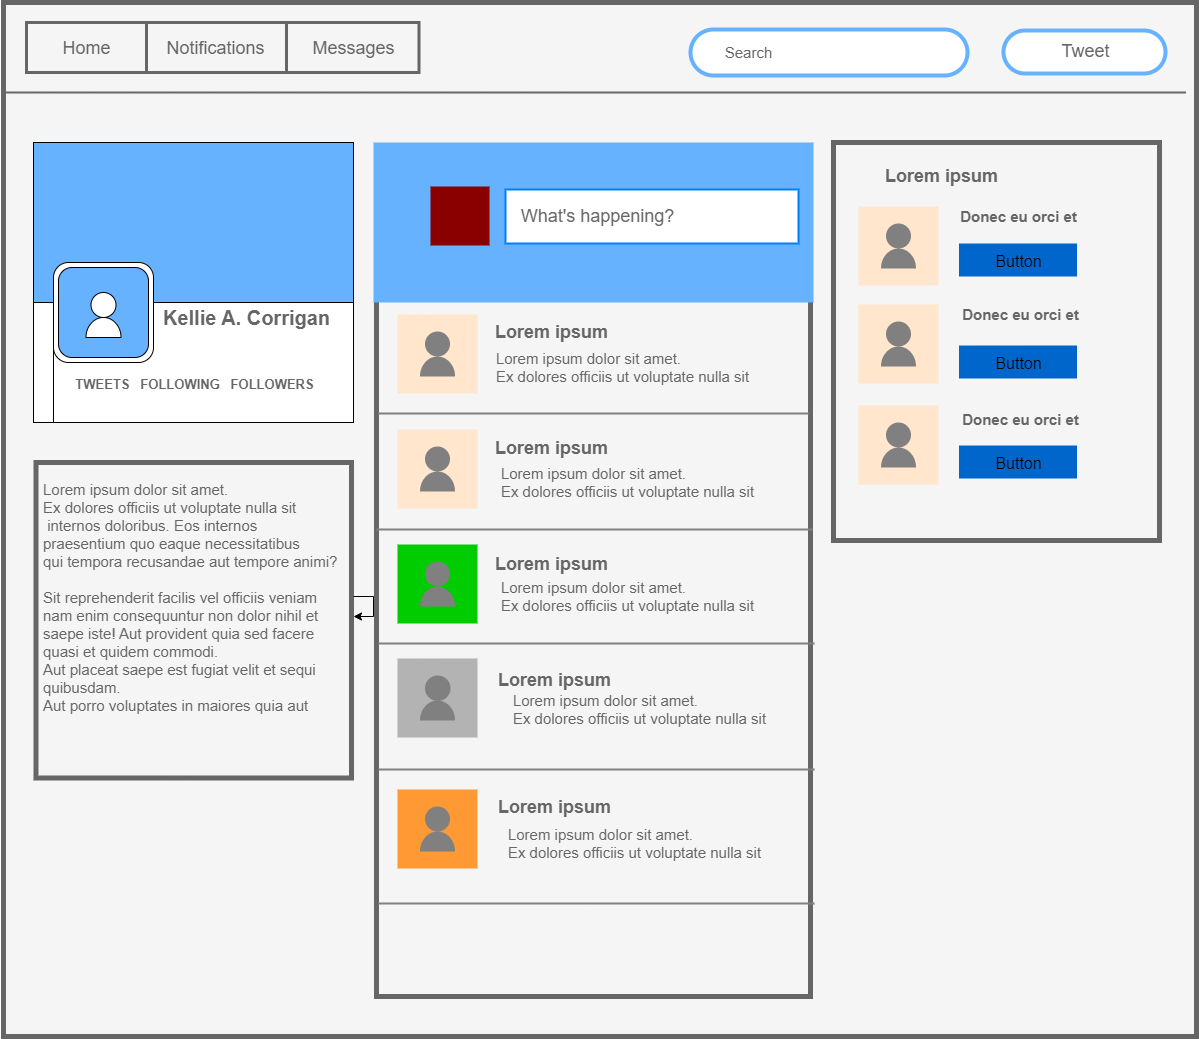 Home
Notifications
Messages
Search
Tweet
Kellie A. Corrigan
TWEETS FOLLOWING FOLLOWERS
Lorem ipsum dolor sit amet.
Ex dolores officiis ut voluptate nulla sit
internos doloribus. Eos internos
praesentium quo eaque necessitatibus
qui tempora recusandae aut tempore animi?
Sit reprehenderit facilis vel officiis veniam
nam enim consequuntur non dolor nihil et
saepe iste! Aut provident quia sed facere
quasi et quidem commodi.
Aut placeat saepe est fugiat velit et sequi
quibusdam.
Aut porro voluptates in maiores quia aut
What's happening?
Lorem ipsum
Lorem ipsum dolor sit amet.
Ex dolores officiis ut voluptate nulla sit
Lorem ipsum
Lorem ipsum dolor sit amet.
Ex dolores officiis ut voluptate nulla sit
Lorem ipsum
Lorem ipsum dolor sit amet.
Ex dolores officiis ut voluptate nulla sit
Lorem ipsum
Lorem ipsum dolor sit amet.
Ex dolores officiis ut voluptate nulla sit
Lorem ipsum
Lorem ipsum dolor sit amet.
Ex dolores officiis ut voluptate nulla sit
Lorem ipsum
Donec eu orci et
Button
Donec eu orci et
Button
Donec eu orci et
Button